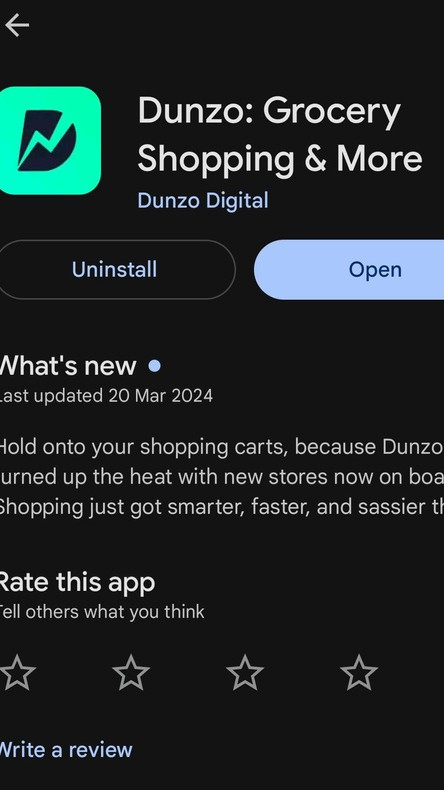 Dunzo: Grocery
Shopping & More
Dunzo Digital
Uninstall
Open
What's new
Last updated 20 Mar 2024
Hold onto your shopping carts, because Dunzo
turned up the heat with new stores now on boa
Shopping just got smarter, faster, and sassier th
Rate this app
Tell others what you think
Write a review